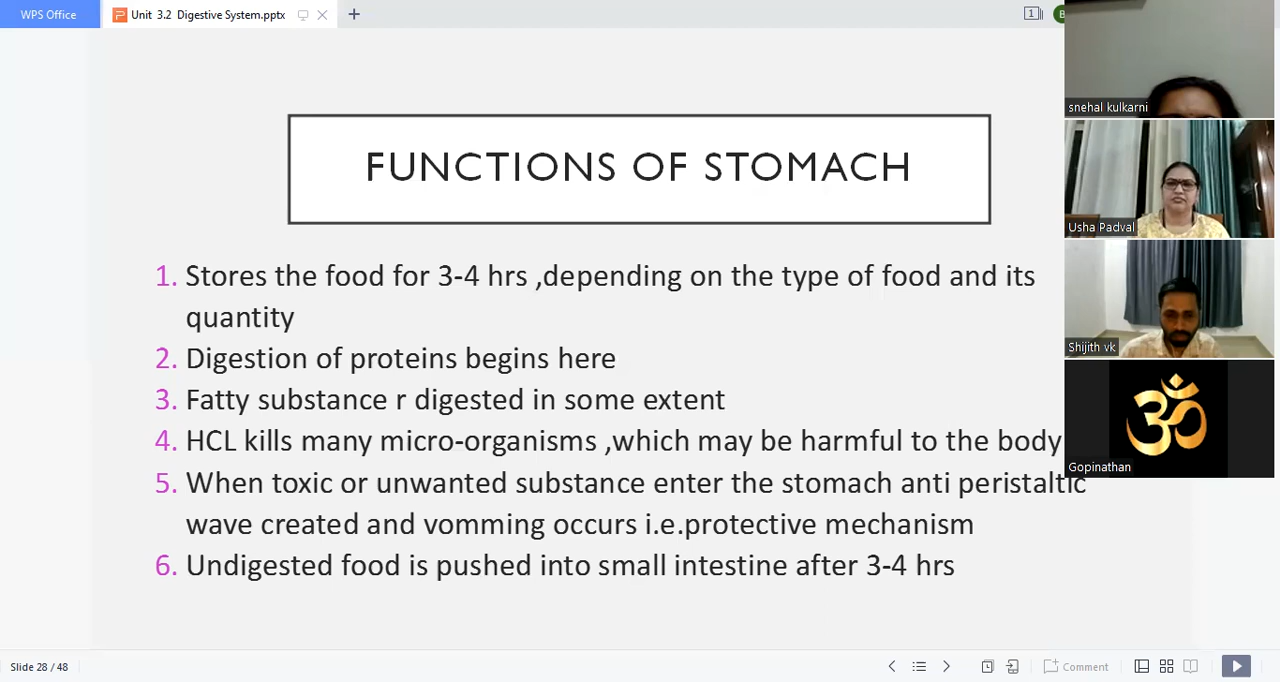 WPS Office
Unit 3.2 Digestive System.pptx
1
snehal kulkarni
FUNCTIONS OF STOMACH
Usha Padval
1. Stores the food for 3-4 hrs ,depending on the type of food and its
quantity
2. Digestion of proteins begins here
Shijith vk
3. Fatty substance r digested in some extent
4. HCL kills many micro-organisms ,which may be harmful to the body
ॐ
Gopinathan
5. When toxic or unwanted substance enter the stomach anti peristaltic
wave created and vomming occurs i.e.protective mechanism
6. Undigested food is pushed into small intestine after 3-4 hrs
Slide 28 / 48
Comment